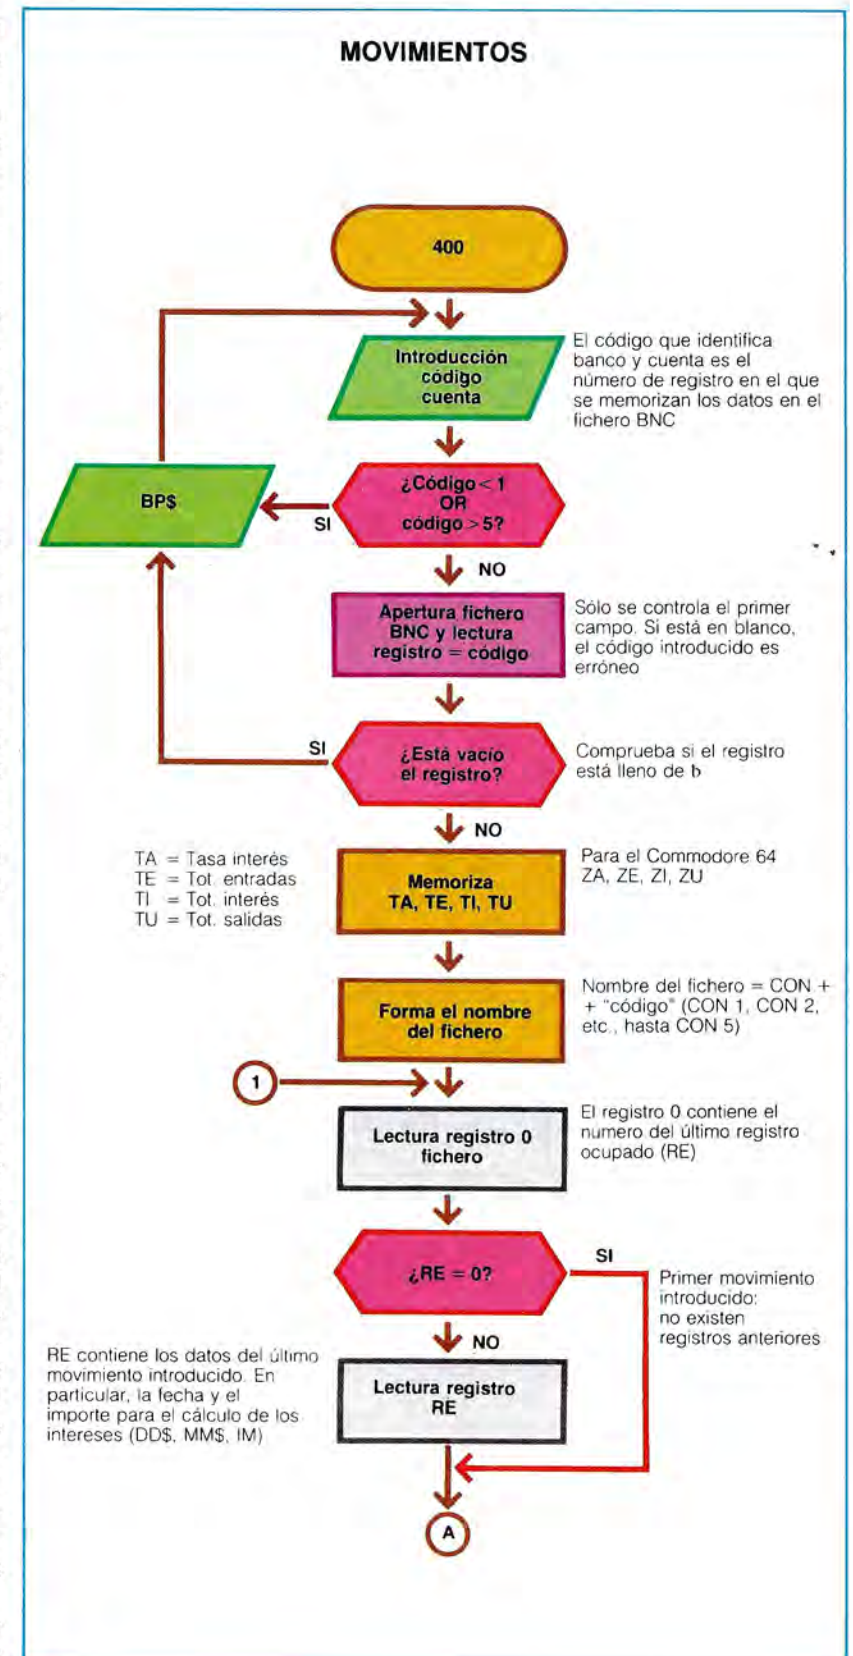 MOVIMIENTOS
400
Introducción
código
cuenta
El código que identifica
banco y cuenta es el
número de registro en el que
se memorizan los datos en el
fichero BNC
BP$
¿Código < 1
OR
código > 5?
SI
NO
Apertura fichero
BNC y lectura
registro = código
Sólo se controla el primer
campo. Si está en blanco,
el código introducido es
erróneo
SI
¿Está vacío
el registro?
Comprueba si el registro
está lleno de b
NO
TA = Tasa interés
TE = Tot. entradas
TI = Tot. interés
TU = Tot. salidas
Memoriza
TA, TE, TI, TU
Para el Commodore 64
ZA, ZE, ZI, ZU
Forma el nombre
del fichero
Nombre del fichero = CON +
+ "código" (CON 1, CON 2,
etc., hasta CON 5)
1
Lectura registro 0
fichero
El registro 0 contiene el
numero del último registro
ocupado (RE)
¿RE = 0?
SI
Primer movimiento
introducido:
no existen
registros anteriores
NO
RE contiene los datos del último
movimiento introducido. En
particular, la fecha y el
importe para el cálculo de los
intereses (DD$, MM$, IM)
Lectura registro
RE
A